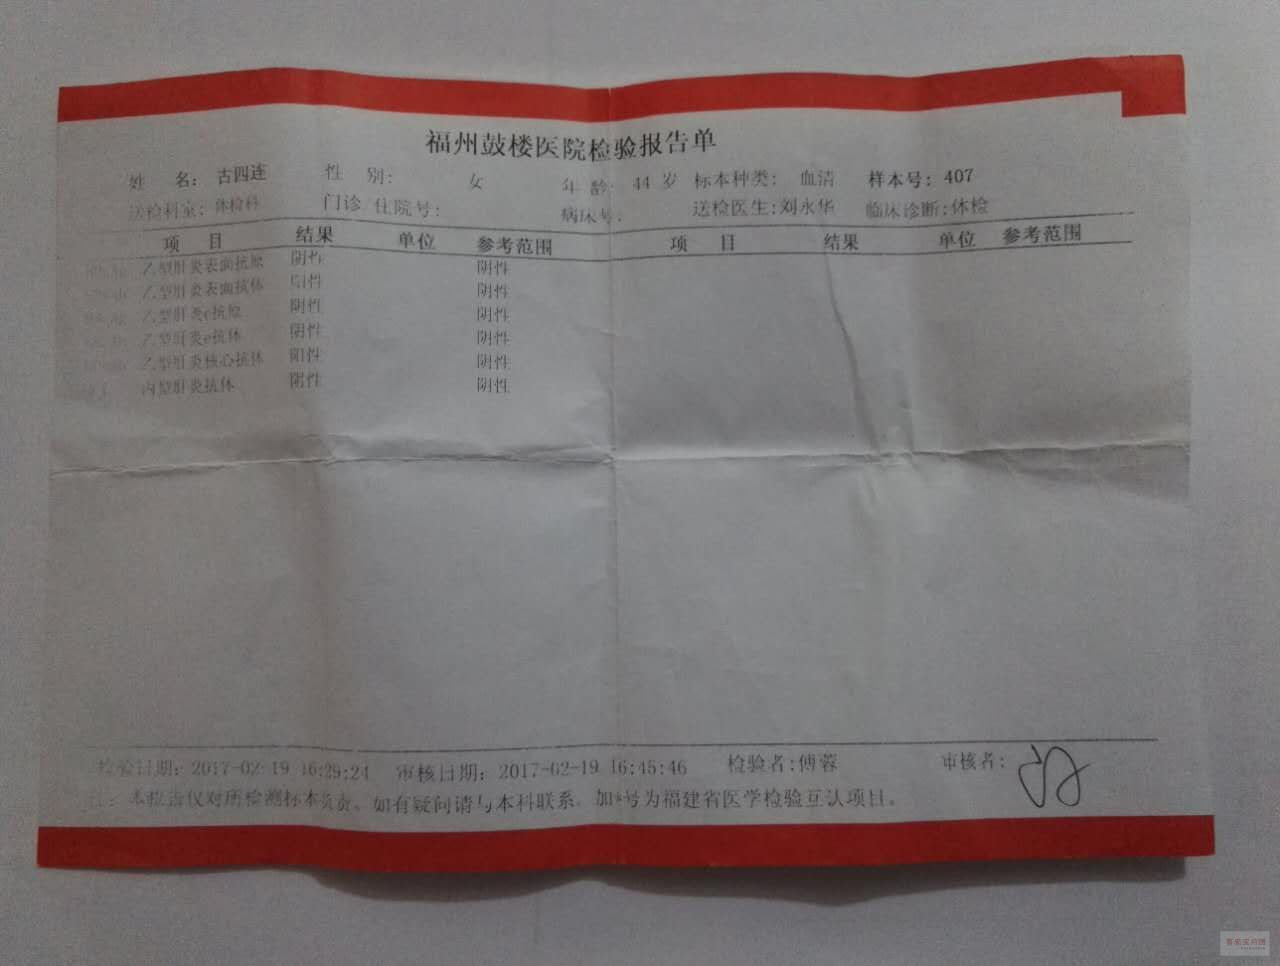 福州鼓楼医院检验报告单
姓 名: 古四连 性 别: 女 年 龄: 44 岁 标本种类: 血清 样本号: 407
送检科室: 体检科 门诊 住院号: 病床号: 送检医生:刘永华 临床诊断:体检
项 目 结果 单位 参考范围 项 目 结果 单位 参考范围
乙型肝炎表面抗原 阴性 阴性
乙型肝炎表面抗体 阳性 阴性
乙型肝炎e抗原 阴性 阴性
乙型肝炎e抗体 阴性 阴性
乙型肝炎核心抗体 阳性 阴性
丙型肝炎抗体 阴性 阴性
检验日期: 2017-02-19 16:29:24 审核日期: 2017-02-19 16:45:46 检验者:傅蓉 审核者:
注: 本报告仅对所检测标本负责。如有疑问请与本科联系。加*号为福建省医学检验互认项目。